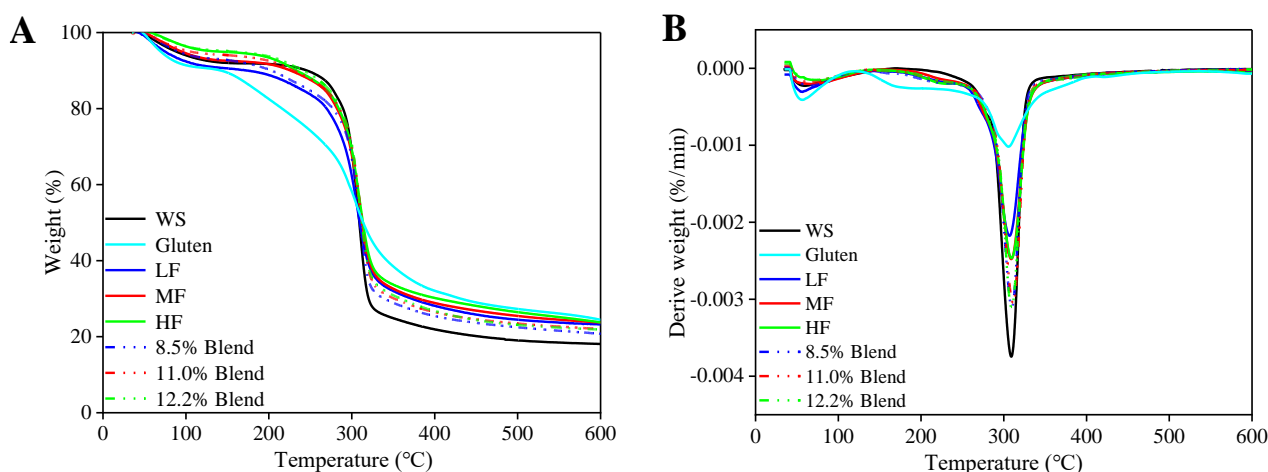 A
100
80
60
40
20
0
Weight (%)
WS
Gluten
LF
MF
HF
8.5% Blend
11.0% Blend
12.2% Blend
0 100 200 300 400 500 600
Temperature (℃)
B
0.000
-0.001
-0.002
-0.003
-0.004
Derive weight (%/min)
WS
Gluten
LF
MF
HF
8.5% Blend
11.0% Blend
12.2% Blend
0 100 200 300 400 500 600
Temperature (℃)